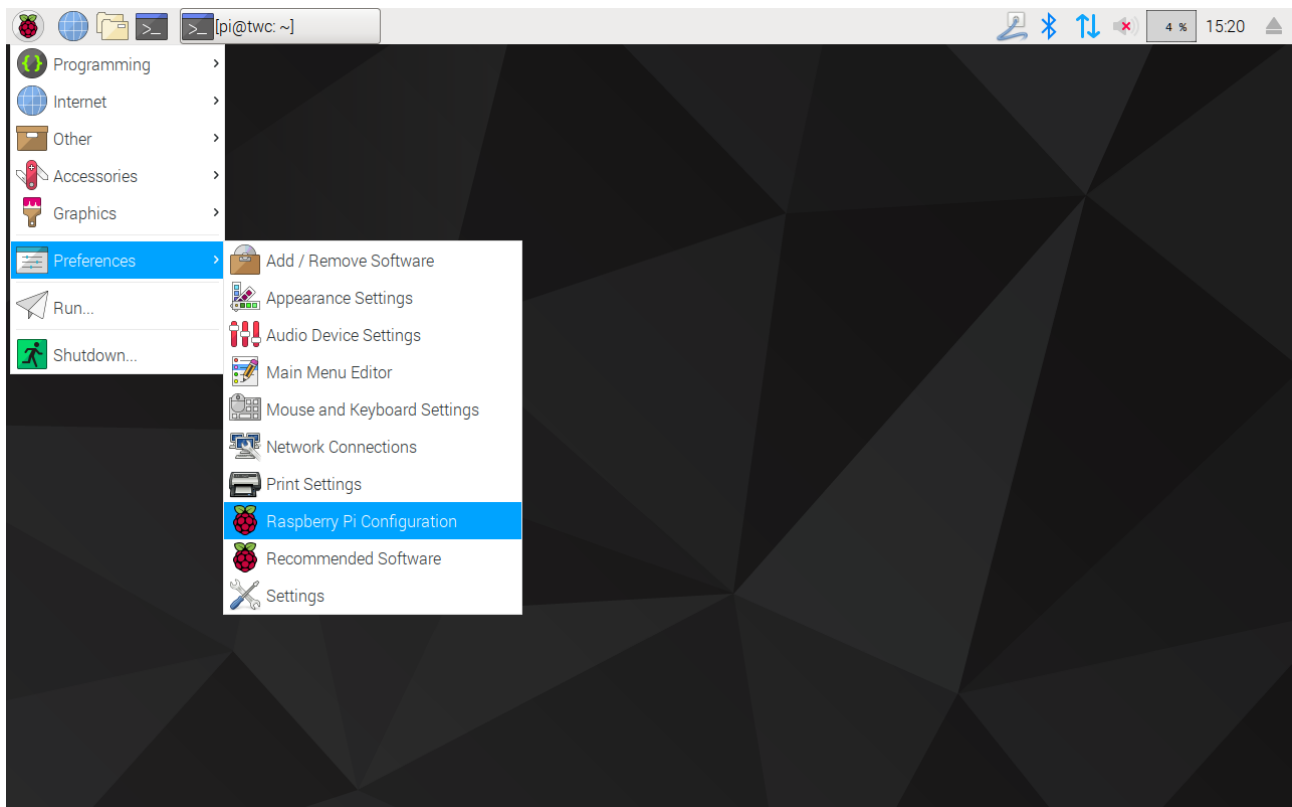 [pi@twc: ~]
4 %
15:20
Programming
Internet
Other
Accessories
Graphics
Preferences
Run...
Shutdown...
Add / Remove Software
Appearance Settings
Audio Device Settings
Main Menu Editor
Mouse and Keyboard Settings
Network Connections
Print Settings
Raspberry Pi Configuration
Recommended Software
Settings